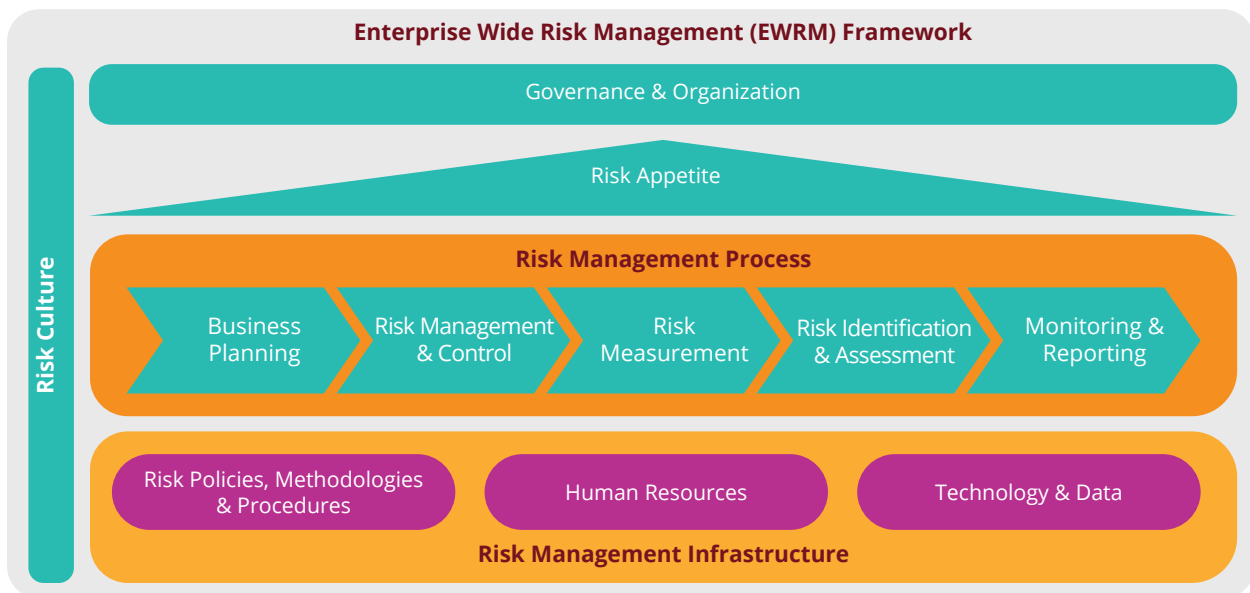 Enterprise Wide Risk Management (EWRM) Framework
Governance & Organization
Risk Appetite
Risk Culture
Risk Management Process
Business
Planning
Risk Management
& Control
Risk
Measurement
Risk Identification
& Assessment
Monitoring &
Reporting
Risk Policies, Methodologies
& Procedures
Human Resources
Technology & Data
Risk Management Infrastructure